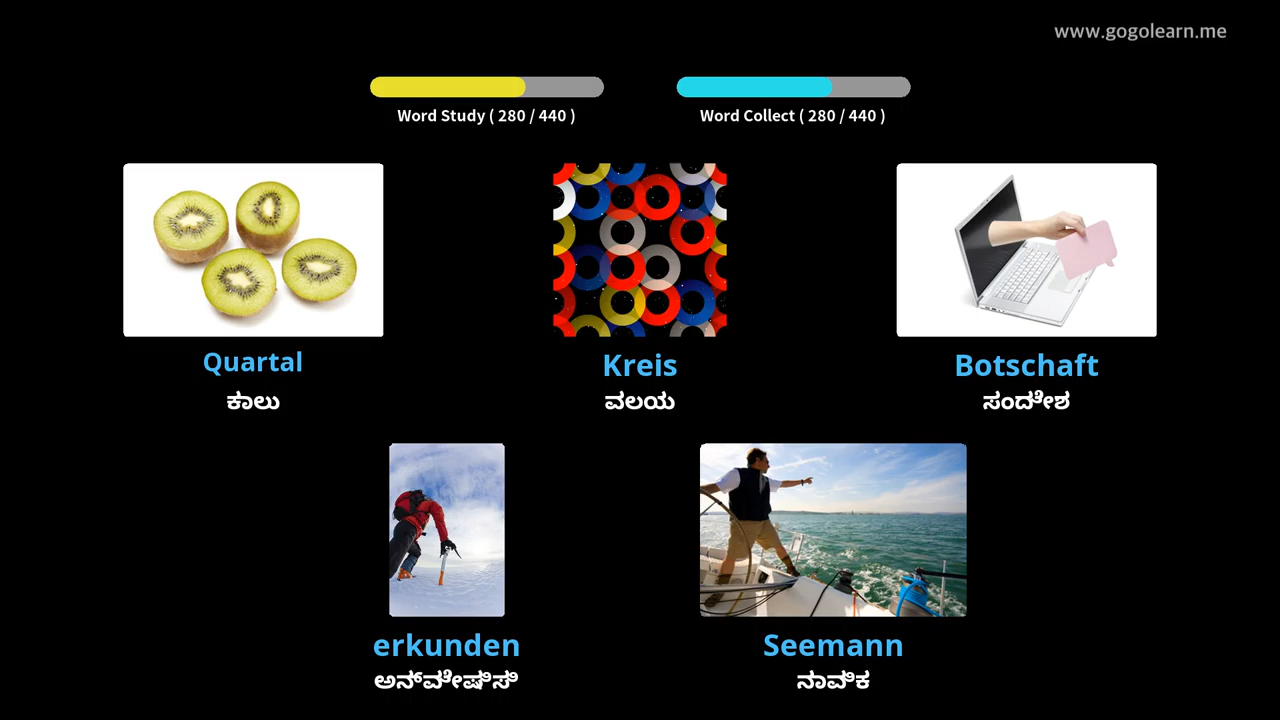 www.gogolearn.me
Word Study ( 280 / 440 )
Word Collect ( 280 / 440 )
Quartal
ಕಾಲು
Kreis
ವಲಯ
Botschaft
ಸಂದೇಶ
erkunden
ಅನ್ವೇಷಿಸಿ
Seemann
ನಾವಿಕ